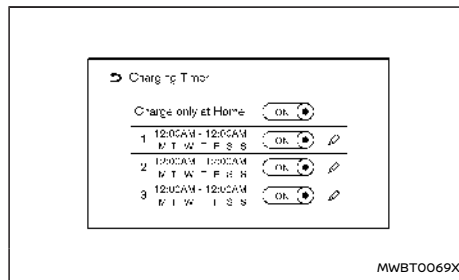 Charging Timer
Charge only at Home ON
1 12:00AM - 12:00AM ON
M T W T F S S
2 12:00AM - 12:00AM ON
M T W T F S S
3 12:00AM - 12:00AM ON
M T W T F S S
MWBT0069X